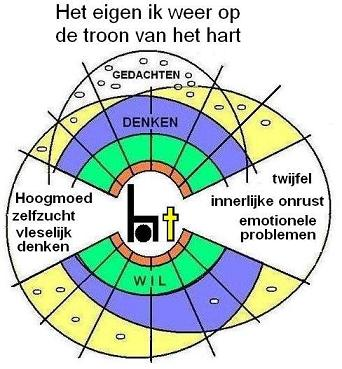 Het eigen ik weer op
de troon van het hart
GEDACHTEN
DENKEN
Hoogmoed
zelfzucht
vleselijk
denken
twijfel
innerlijke onrust
emotionele
problemen
WIL